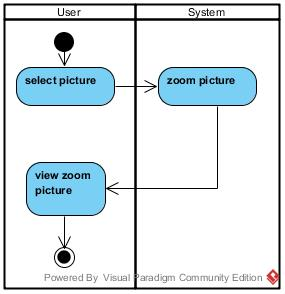 User
System
select picture
zoom picture
view zoom
picture
Powered By Visual Paradigm Community Edition